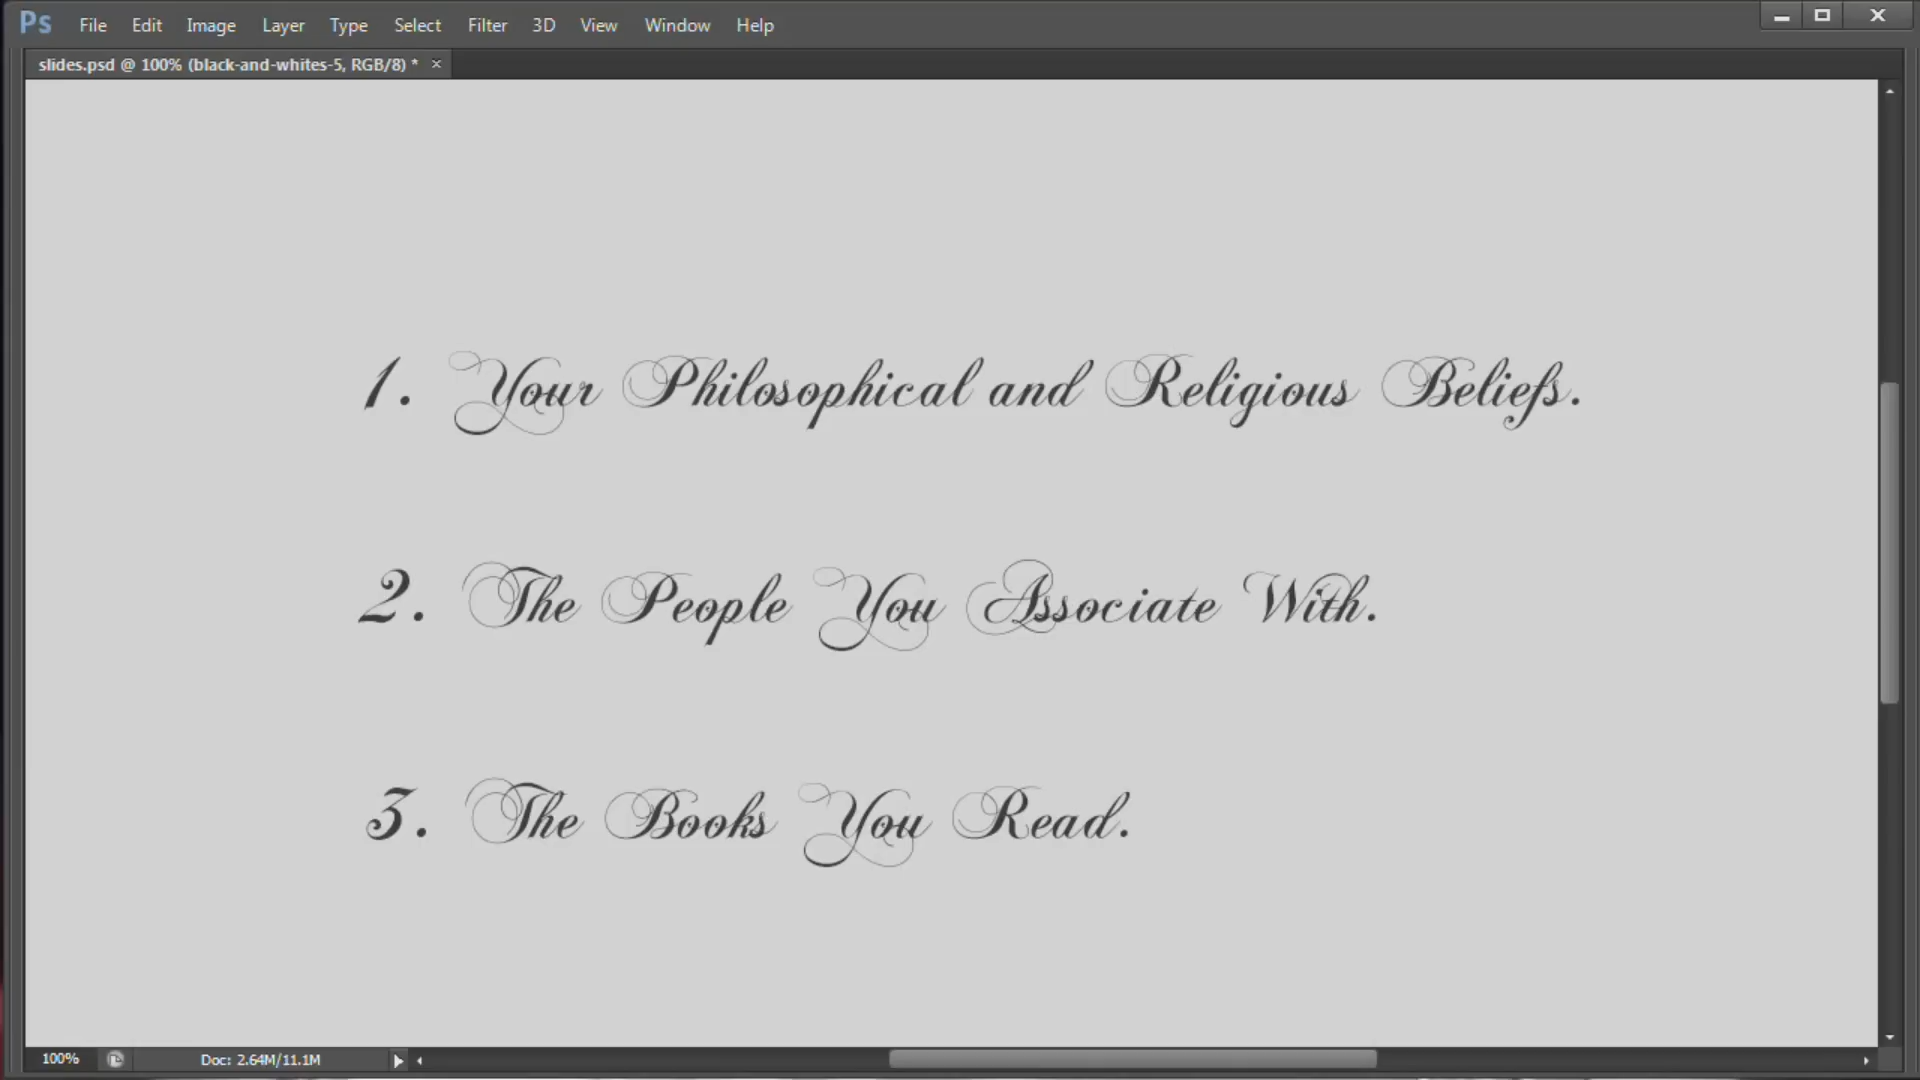 Ps File Edit Image Layer Type Select Filter 3D View Window Help
slides.psd @ 100% (black-and-whites-5, RGB/8) *
1. Your Philosophical and Religious Beliefs.
2. The People You Associate With.
3. The Books You Read.
100% Doc: 2.64M/11.1M